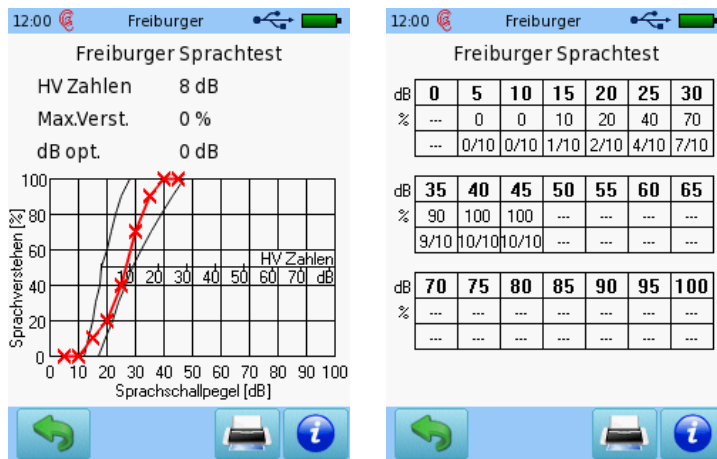 12:00 Freiburger
Freiburger Sprachtest
HV Zahlen 8 dB
Max.Verst. 0 %
dB opt. 0 dB
Sprachverstehen [%]
100
80
60
HV Zahlen
10 20 30 40 50 60 70 dB
40
20
0
0 10 20 30 40 50 60 70 80 90 100
Sprachschallpegel [dB]
12:00 Freiburger
Freiburger Sprachtest
dB 0 5 10 15 20 25 30
% --- 0 0 10 20 40 70
--- 0/10 0/10 1/10 2/10 4/10 7/10
dB 35 40 45 50 55 60 65
% 90 100 100 --- --- --- ---
9/10 10/10 10/10 --- --- --- ---
dB 70 75 80 85 90 95 100
% --- --- --- --- --- --- ---
--- --- --- --- --- --- ---
i
i